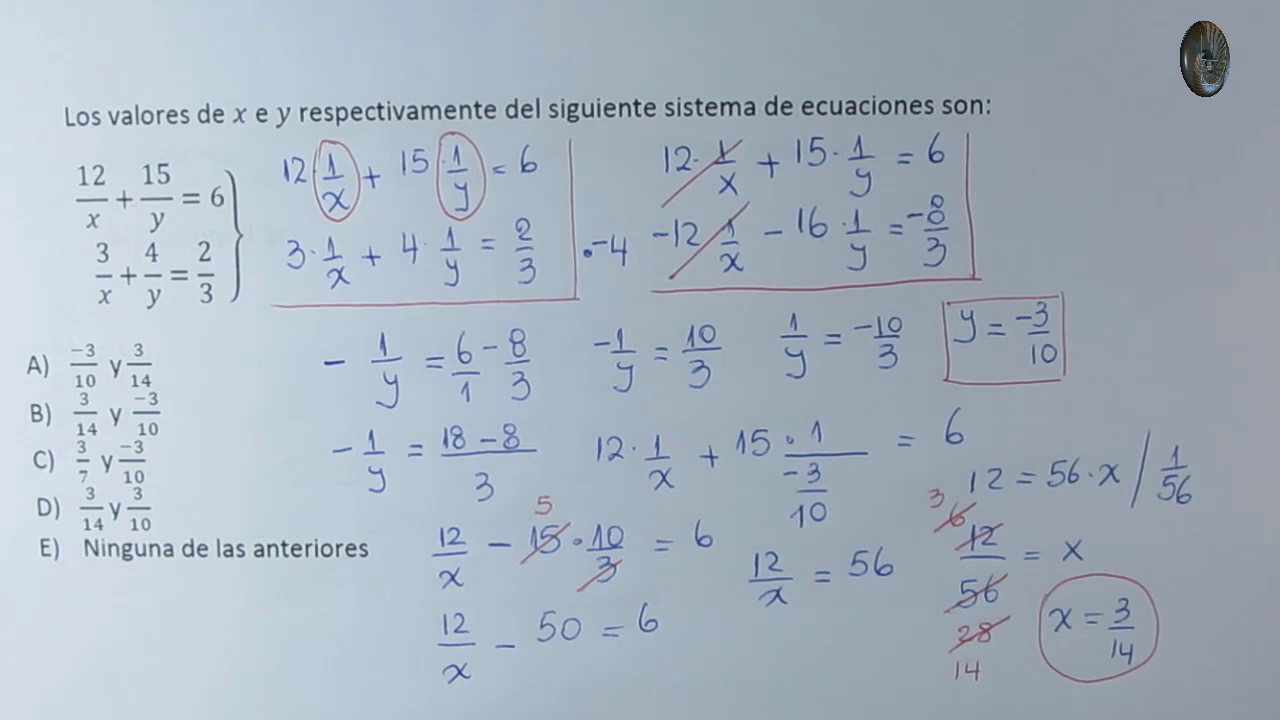 Los valores de x e y respectivamente del siguiente sistema de ecuaciones son:
12/x + 15/y = 6
3/x + 4/y = 2/3
12 · 1/x + 15 · 1/y = 6
3 · 1/x + 4 · 1/y = 2/3 · -4
12 · 1/x + 15 · 1/y = 6
-12 1/x - 16 · 1/y = -8/3
A) -3/10 y 3/14
B) 3/14 y -3/10
C) 3/7 y -3/10
D) 3/14 y 3/10
E) Ninguna de las anteriores
- 1/y = 6/1 - 8/3
-1/y = 10/3
1/y = -10/3
y = -3/10
- 1/y = 18 - 8/3
12 · 1/x + 15 · 1/-3/10 = 6
12/x - 15 · 10/3 = 6
5
12/x - 50 = 6
12/x = 56
12 = 56 · x / 1/56
3 6
12/56 = x
28
14
x = 3/14